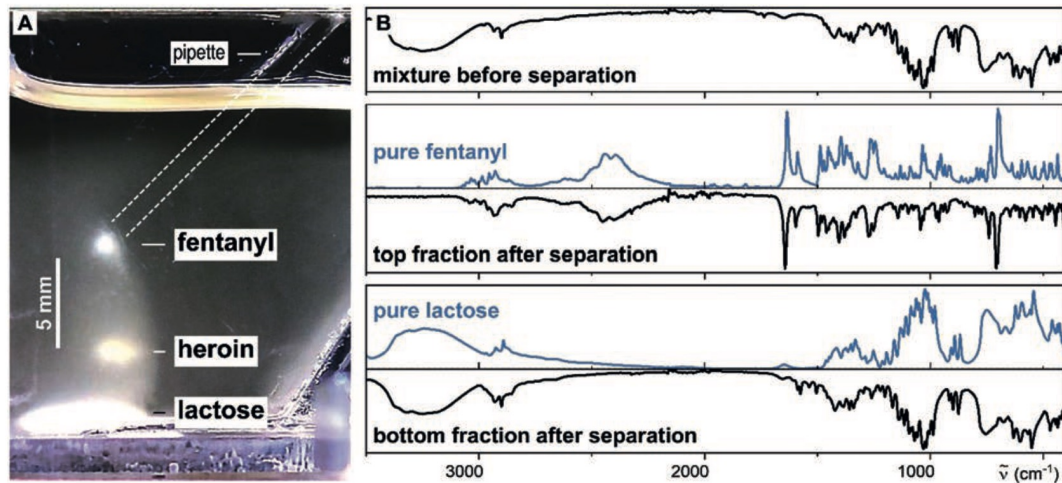 A
pipette
fentanyl
5 mm
heroin
lactose
B
mixture before separation
pure fentanyl
top fraction after separation
pure lactose
bottom fraction after separation
3000 2000 1000 ṽ (cm⁻¹)